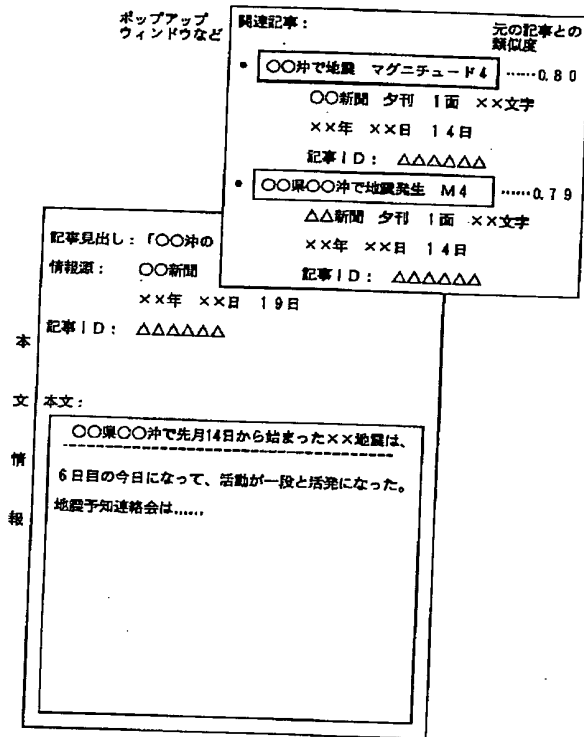 ポップアップ
ウィンドウなど
関連記事：
元の記事との
類似度
• ○○沖で地震 マグニチュード4 ……0.80
○○新聞 夕刊 1面 ××文字
××年 ××日 14日
記事ID： △△△△△△
• ○○県○○沖で地震発生 M4 ……0.79
△△新聞 夕刊 1面 ××文字
××年 ××日 14日
記事ID： △△△△△△
記事見出し：「○○沖の
情報源： ○○新聞
××年 ××日 19日
記事ID： △△△△△△
本文情報
本文：
○○県○○沖で先月14日から始まった××地震は、
6日目の今日になって、活動が一段と活発になった。
地震予知連絡会は……